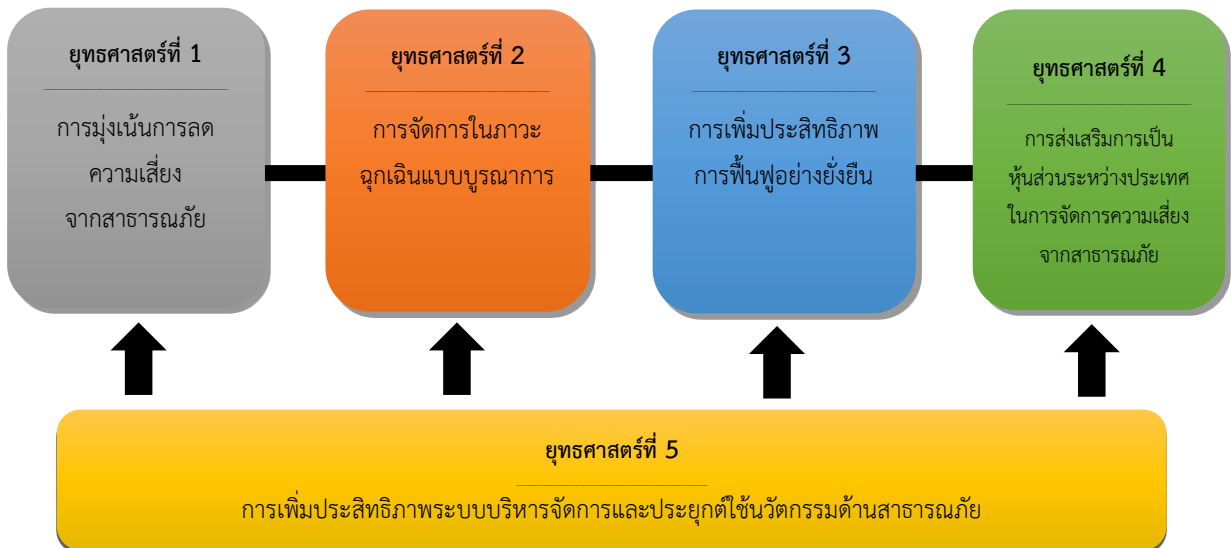 ยุทธศาสตร์ที่ 1
การมุ่งเน้นการลด
ความเสี่ยง
จากสาธารณภัย
ยุทธศาสตร์ที่ 2
การจัดการในภาวะ
ฉุกเฉินแบบบูรณาการ
ยุทธศาสตร์ที่ 3
การเพิ่มประสิทธิภาพ
การฟื้นฟูอย่างยั่งยืน
ยุทธศาสตร์ที่ 4
การส่งเสริมการเป็น
หุ้นส่วนระหว่างประเทศ
ในการจัดการความเสี่ยง
จากสาธารณภัย
ยุทธศาสตร์ที่ 5
การเพิ่มประสิทธิภาพระบบบริหารจัดการและประยุกต์ใช้นวัตกรรมด้านสาธารณภัย